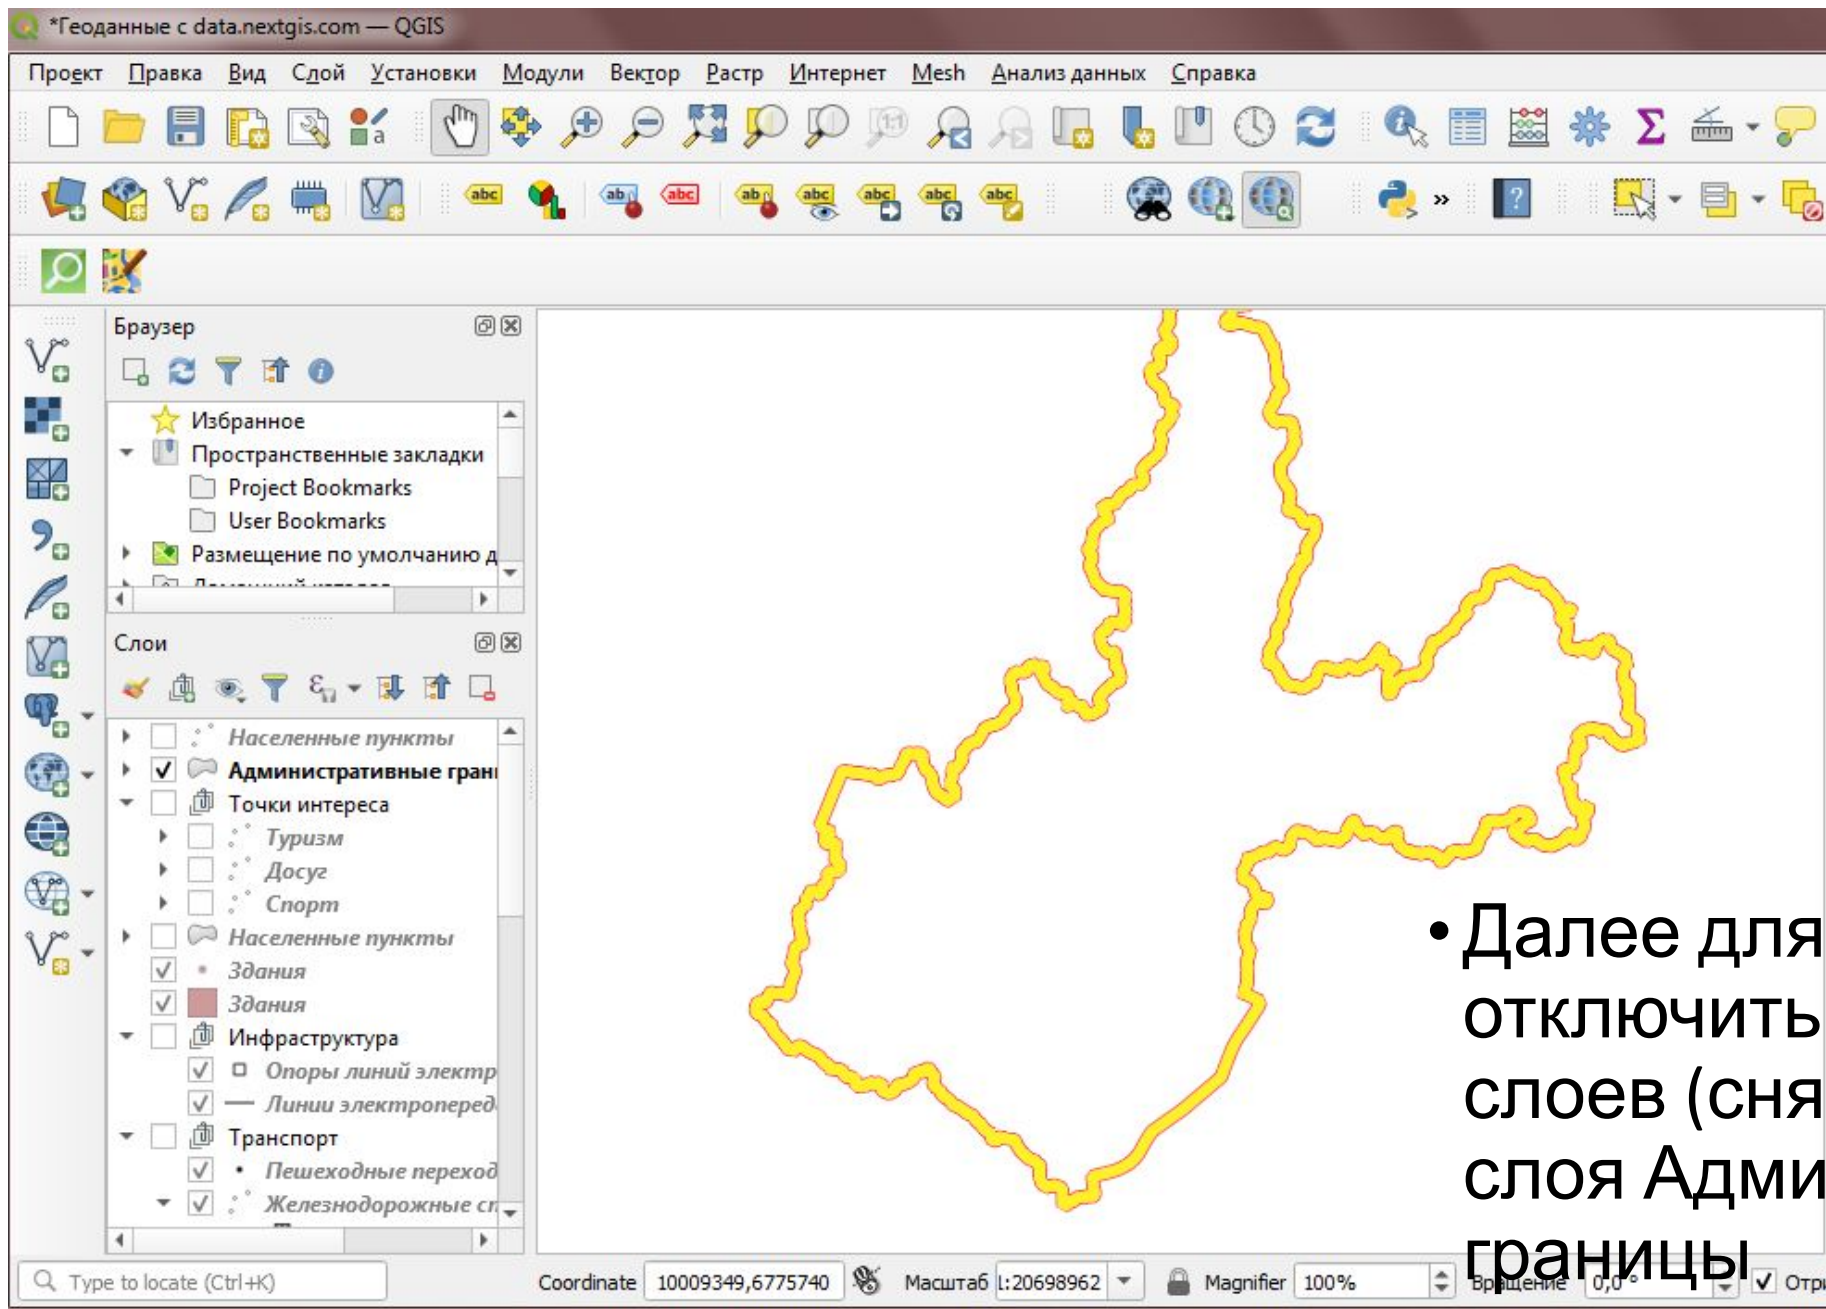 *Геоданные с data.nextgis.com — QGIS
Проект Правка Вид Слой Установки Модули Вектор Растр Интернет Mesh Анализ данных Справка
Браузер
Избранное
Пространственные закладки
Project Bookmarks
User Bookmarks
Размещение по умолчанию д
Слои
Населенные пункты
Административные грани
Точки интереса
Туризм
Досуг
Спорт
Населенные пункты
Здания
Здания
Инфраструктура
Опоры линий электр
Линии электроперед
Транспорт
Пешеходные переход
Железнодорожные ст
• Далее для
отключить
слоев (сня
слоя Адми
границы
Type to locate (Ctrl+K) Coordinate 10009349,6775740 Масштаб 1:20698962 Magnifier 100% Вращение 0,0 ° Отри